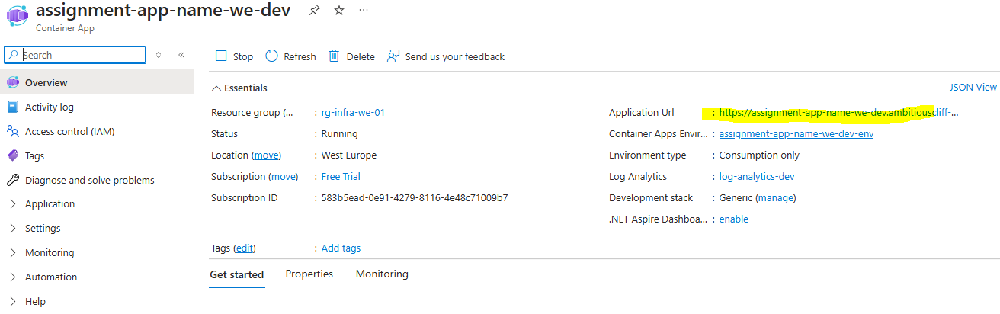 assignment-app-name-we-dev
Container App
Search
Overview
Activity log
Access control (IAM)
Tags
Diagnose and solve problems
Application
Settings
Monitoring
Automation
Help
Stop Refresh Delete Send us your feedback
Essentials
JSON View
Resource group (... : rg-infra-we-01
Status : Running
Location (move) : West Europe
Subscription (move) : Free Trial
Subscription ID : 583b5ead-0e91-4279-8116-4e48c71009b7
Application Url : https://assignment-app-name-we-dev.ambitiouscliff-...
Container Apps Envir... : assignment-app-name-we-dev-env
Environment type : Consumption only
Log Analytics : log-analytics-dev
Development stack : Generic (manage)
.NET Aspire Dashboa... : enable
Tags (edit) : Add tags
Get started Properties Monitoring